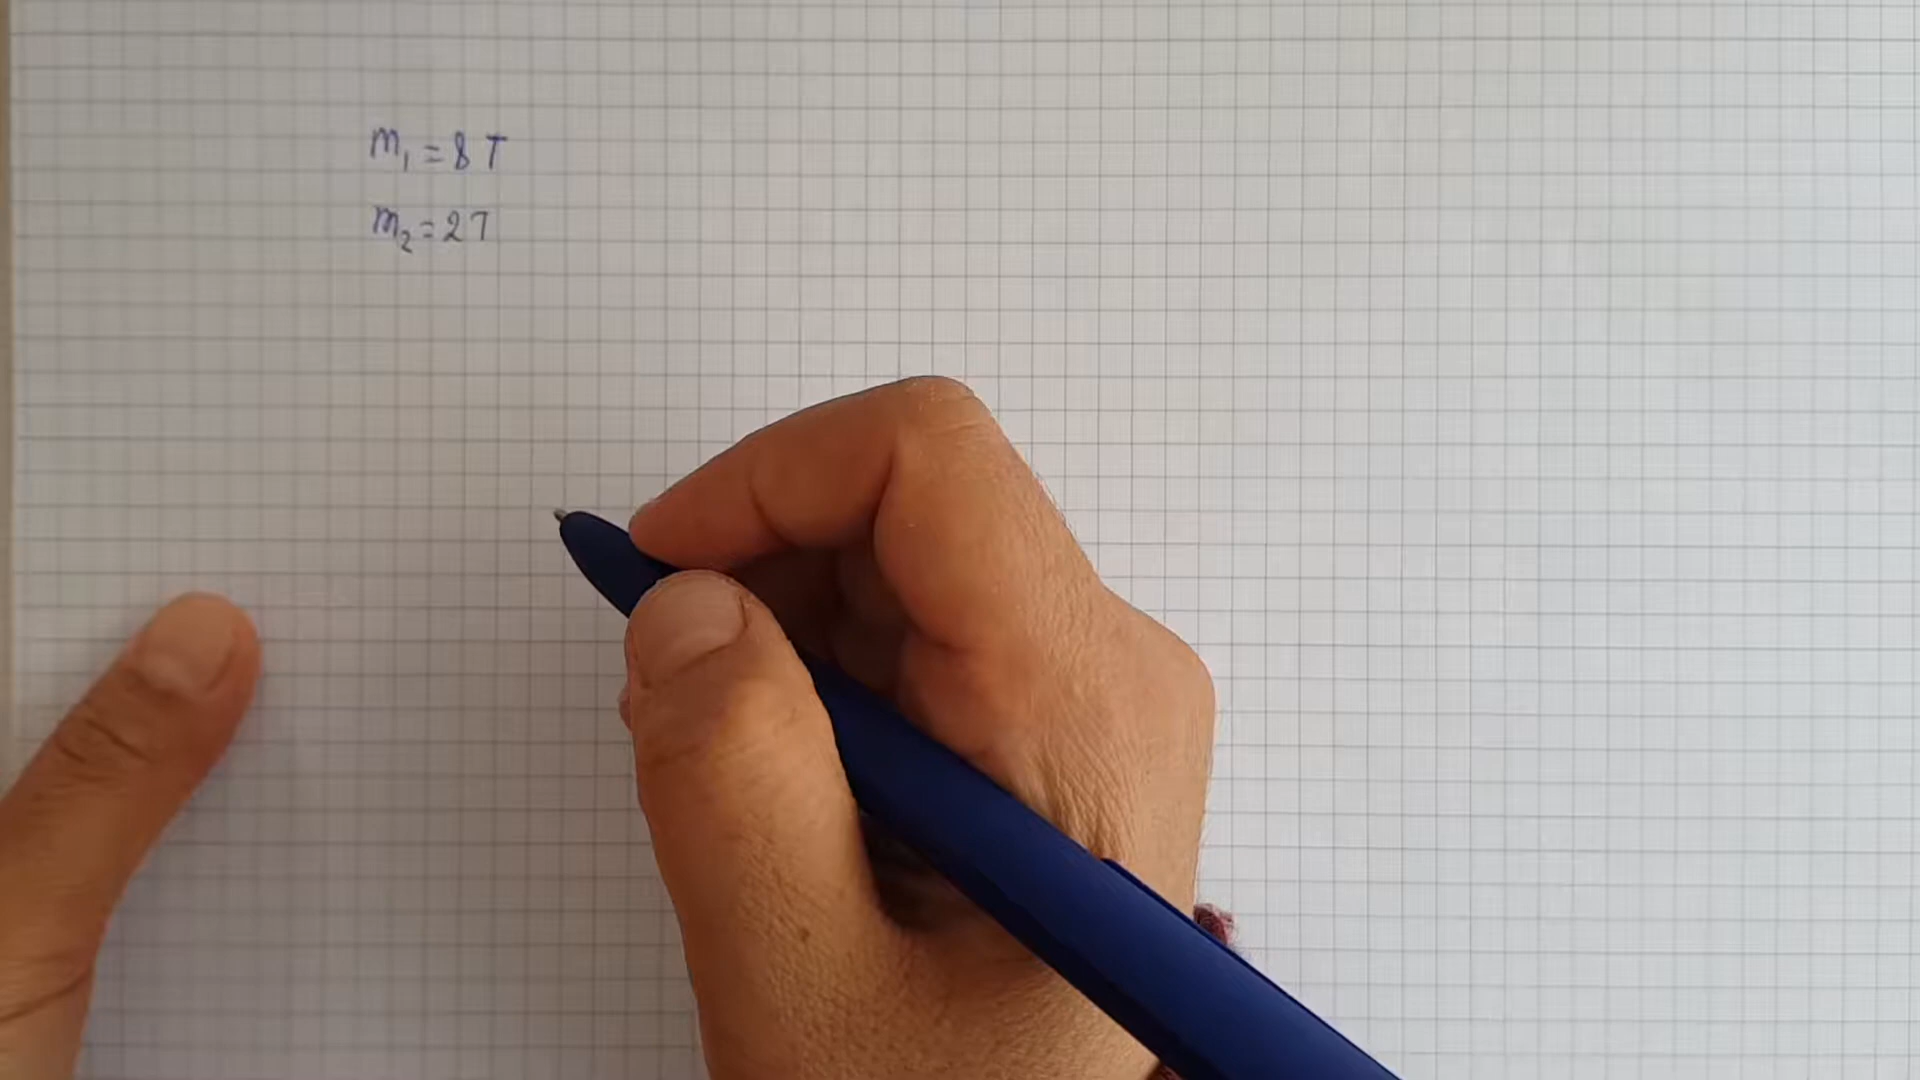 m₁ = 8 T
m₂ = 2 T